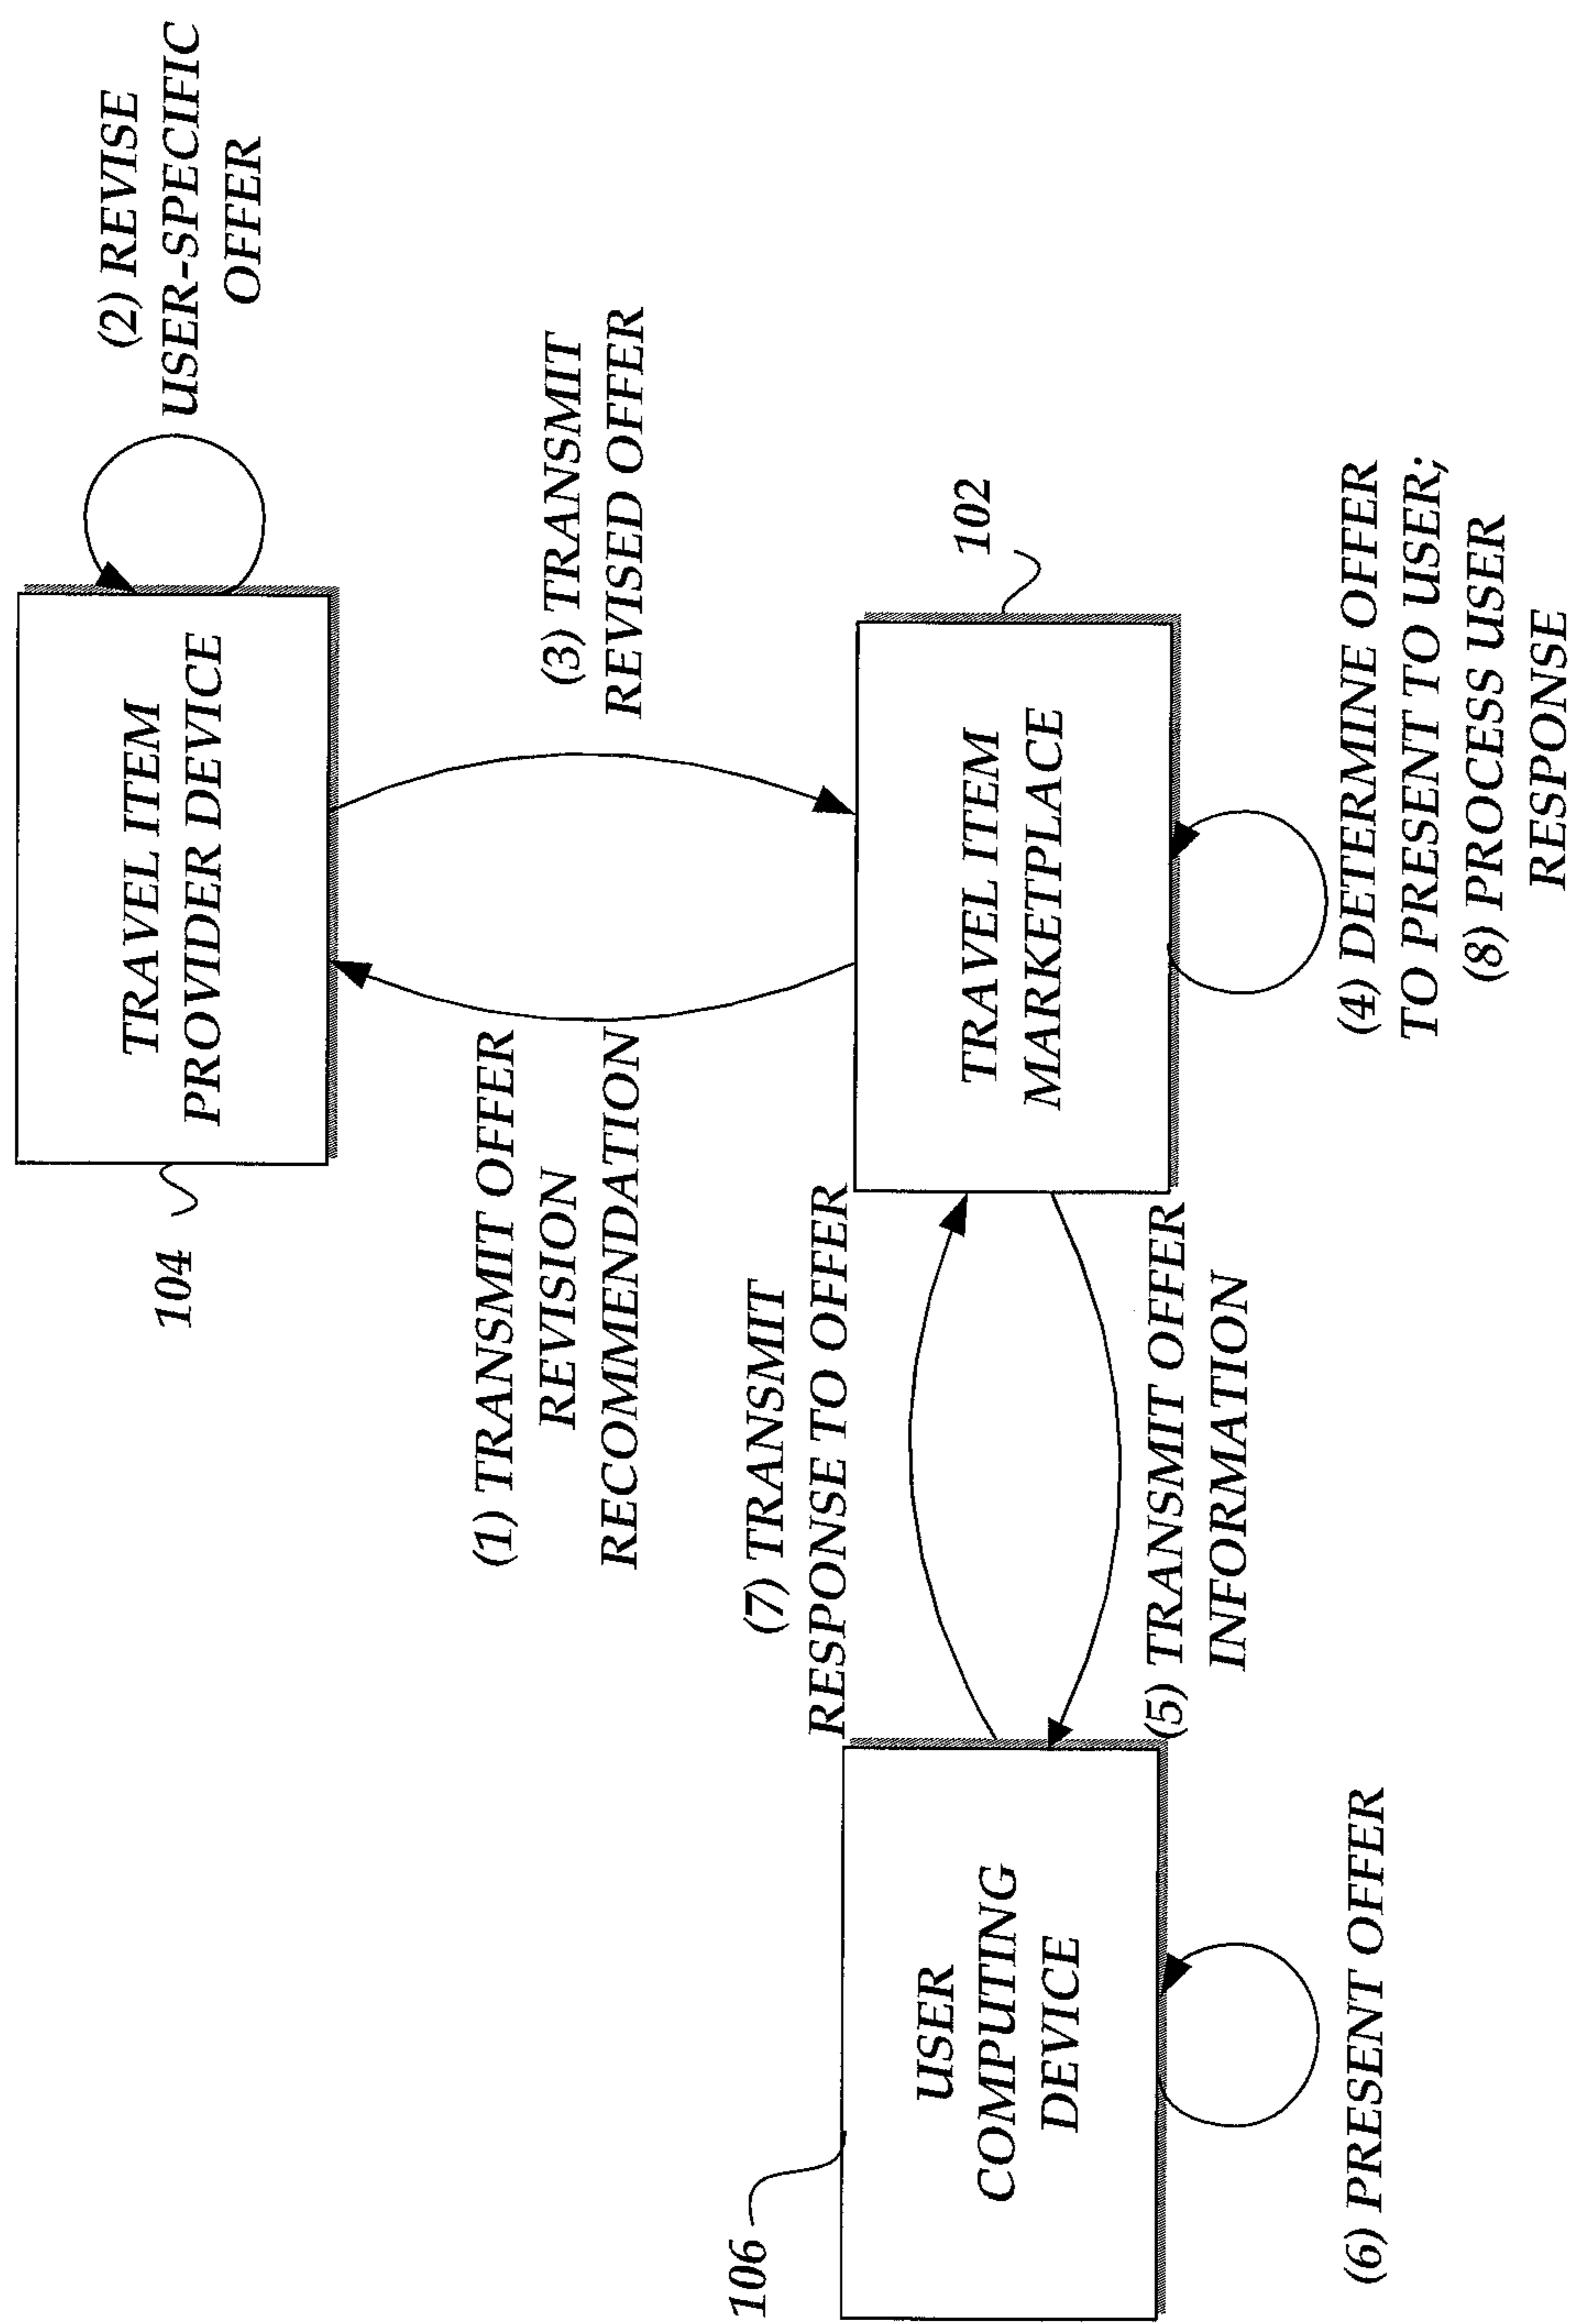 104
TRAVEL ITEM
PROVIDER DEVICE
(2) REVISE
USER-SPECIFIC
OFFER
(1) TRANSMIT OFFER
REVISION
RECOMMENDATION
(3) TRANSMIT
REVISED OFFER
106
USER
COMPUTING
DEVICE
(7) TRANSMIT
RESPONSE TO OFFER
(5) TRANSMIT OFFER
INFORMATION
102
TRAVEL ITEM
MARKETPLACE
(6) PRESENT OFFER
(4) DETERMINE OFFER
TO PRESENT TO USER;
(8) PROCESS USER
RESPONSE